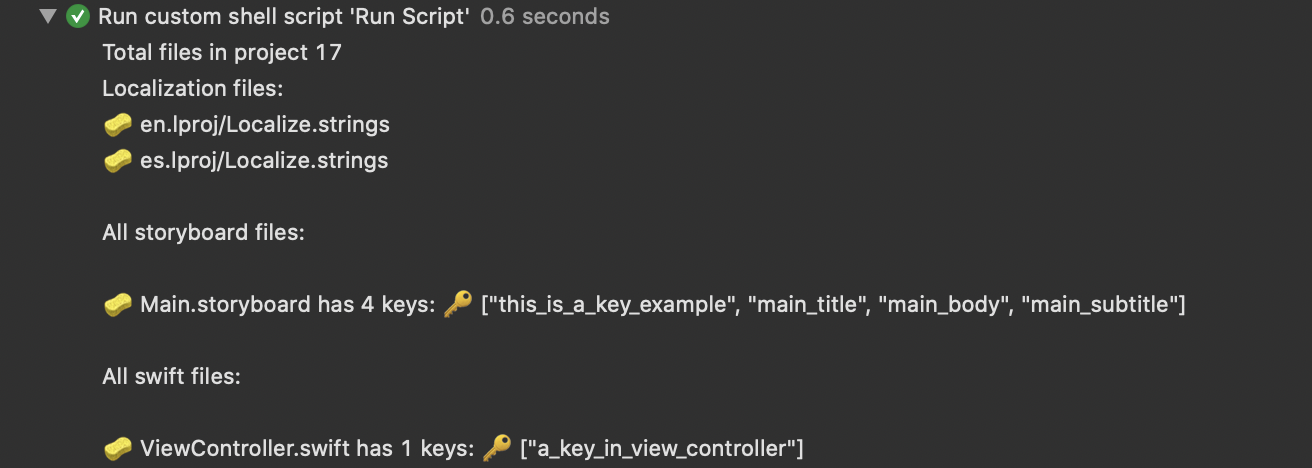 Run custom shell script 'Run Script' 0.6 seconds
Total files in project 17
Localization files:
🧽 en.lproj/Localize.strings
🧽 es.lproj/Localize.strings
All storyboard files:
🧽 Main.storyboard has 4 keys: 🔑 ["this_is_a_key_example", "main_title", "main_body", "main_subtitle"]
All swift files:
🧽 ViewController.swift has 1 keys: 🔑 ["a_key_in_view_controller"]